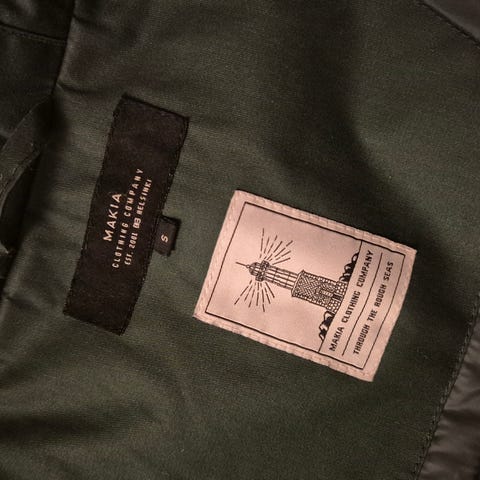 MAKIA
CLOTHING COMPANY
EST. 2001 HELSINKI
S
MAKIA CLOTHING COMPANY
THROUGH THE ROUGH SEAS